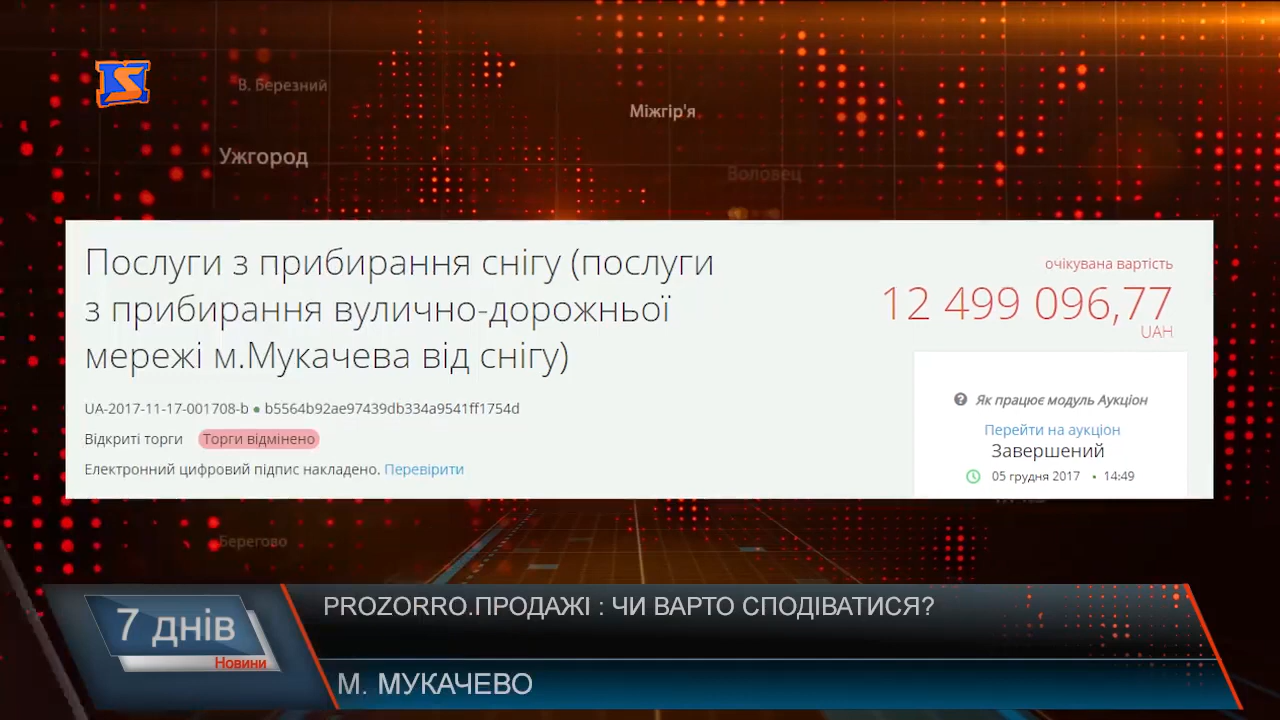 В. Березний
Міжгір'я
Ужгород
Воловец
Послуги з прибирання снігу (послуги
з прибирання вулично-дорожньої
мережі м.Мукачева від снігу)
очікувана вартість
12 499 096,77
UAH
UA-2017-11-17-001708-b ● b5564b92ae97439db334a9541ff1754d
Відкриті торги Торги відмінено
Електронний цифровий підпис накладено. Перевірити
Як працює модуль Аукціон
Перейти на аукціон
Завершений
05 грудня 2017 • 14:49
Берегово
7 днів
Новини
PROZORRO.ПРОДАЖІ : ЧИ ВАРТО СПОДІВАТИСЯ?
М. МУКАЧЕВО